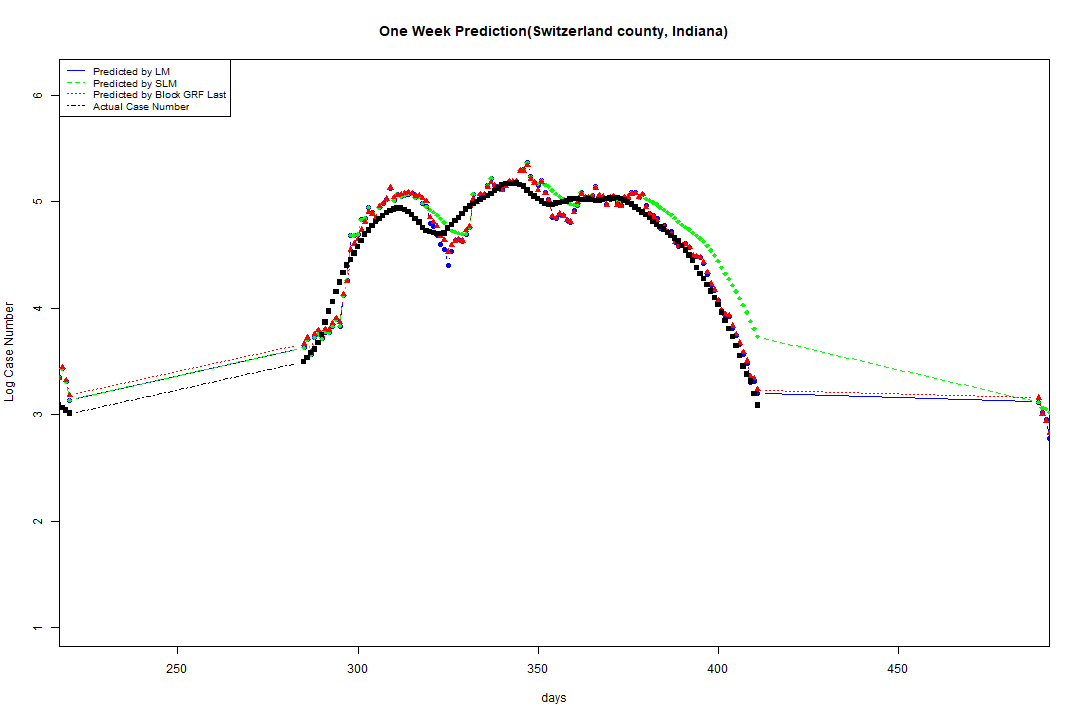 One Week Prediction(Switzerland county, Indiana)
Predicted by LM
Predicted by SLM
Predicted by Block GRF Last
Actual Case Number
6
5
4
3
2
1
Log Case Number
250
300
350
400
450
days